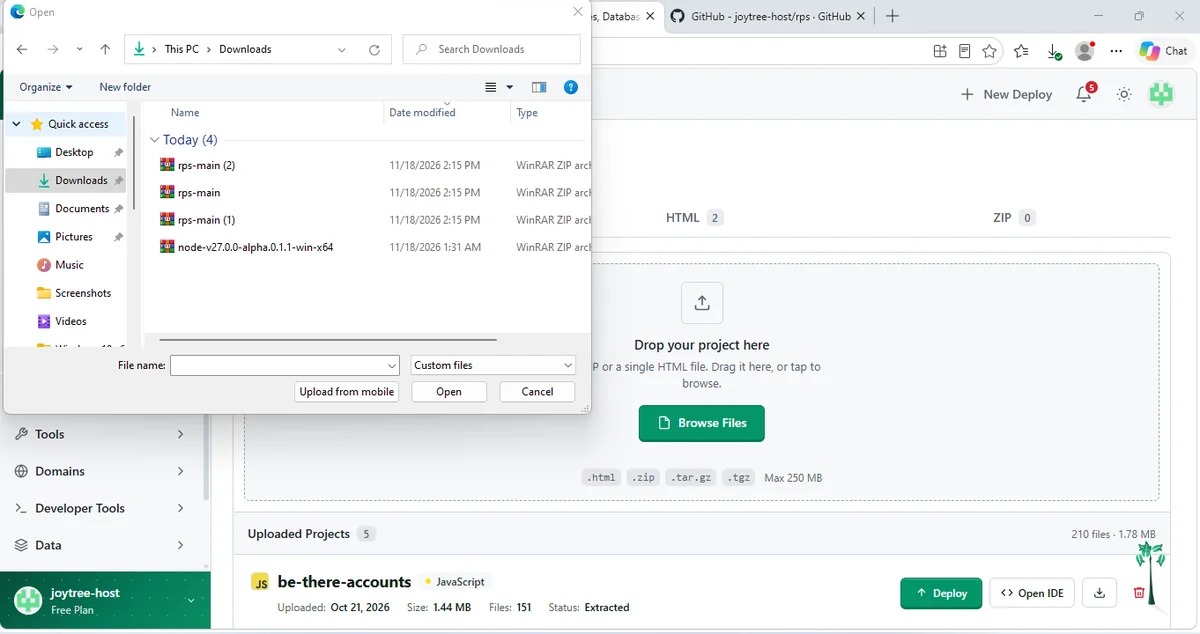 Open
os, Databas
GitHub - joytree-host/rps · GitHub
This PC > Downloads
Search Downloads
Chat
Organize
New folder
New Deploy
5
Quick access
Desktop
Downloads
Documents
Pictures
Music
Screenshots
Videos
Name
Date modified
Type
Today (4)
rps-main (2)
11/18/2026 2:15 PM
WinRAR ZIP arch
rps-main
11/18/2026 2:15 PM
WinRAR ZIP arch
rps-main (1)
11/18/2026 2:15 PM
WinRAR ZIP arch
node-v27.0.0-alpha.0.1.1-win-x64
11/18/2026 1:31 AM
WinRAR ZIP arch
File name:
Custom files
Upload from mobile
Open
Cancel
HTML 2
ZIP 0
Drop your project here
P or a single HTML file. Drag it here, or tap to
browse.
Browse Files
.html .zip .tar.gz .tgz Max 250 MB
Tools
Domains
Developer Tools
Data
joytree-host
Free Plan
Uploaded Projects 5
210 files · 1.78 MB
JS
be-there-accounts
JavaScript
Uploaded: Oct 21, 2026 Size: 1.44 MB Files: 151 Status: Extracted
Deploy
Open IDE